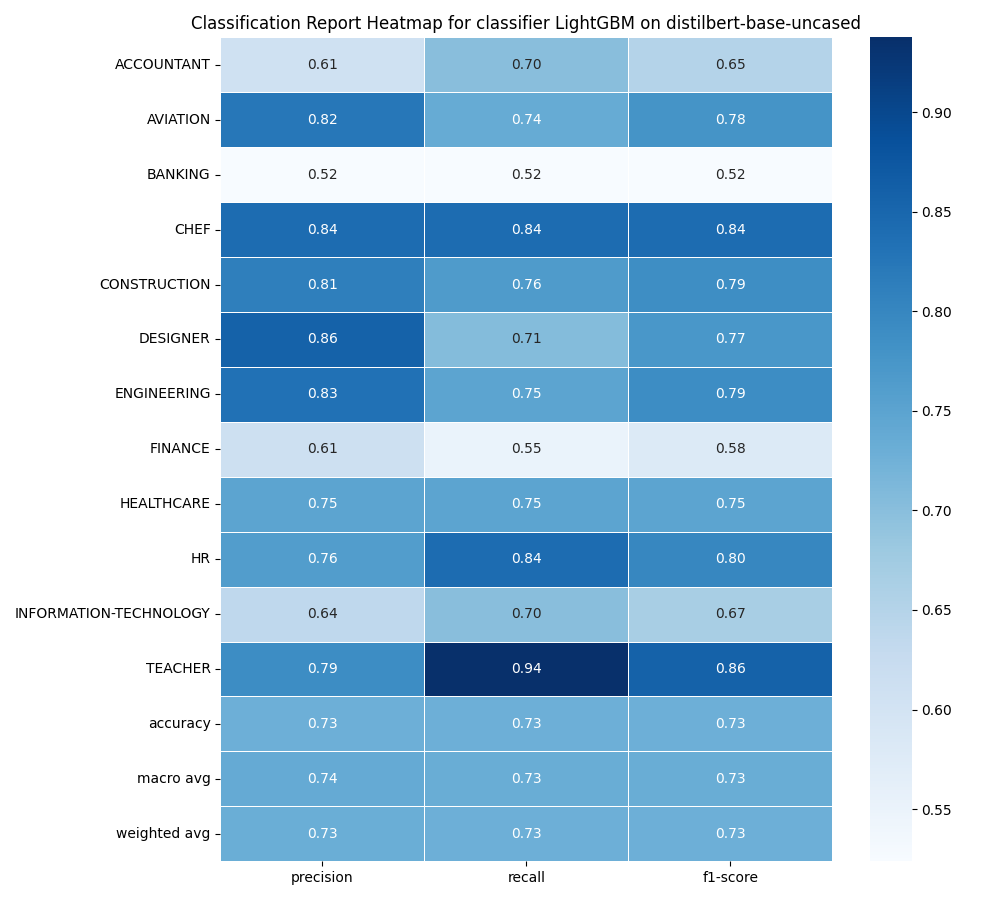 Classification Report Heatmap for classifier LightGBM on distilbert-base-uncased
ACCOUNTANT 0.61 0.70 0.65
AVIATION 0.82 0.74 0.78
BANKING 0.52 0.52 0.52
CHEF 0.84 0.84 0.84
CONSTRUCTION 0.81 0.76 0.79
DESIGNER 0.86 0.71 0.77
ENGINEERING 0.83 0.75 0.79
FINANCE 0.61 0.55 0.58
HEALTHCARE 0.75 0.75 0.75
HR 0.76 0.84 0.80
INFORMATION-TECHNOLOGY 0.64 0.70 0.67
TEACHER 0.79 0.94 0.86
accuracy 0.73 0.73 0.73
macro avg 0.74 0.73 0.73
weighted avg 0.73 0.73 0.73
precision recall f1-score
0.90
0.85
0.80
0.75
0.70
0.65
0.60
0.55